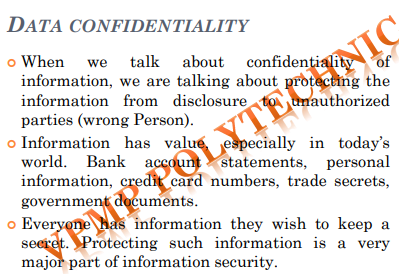 DATA CONFIDENTIALITY
When we talk about confidentiality of
information, we are talking about protecting the
information from disclosure to unauthorized
parties (wrong Person).
Information has value, especially in today's
world. Bank account statements, personal
information, credit card numbers, trade secrets,
government documents.
Everyone has information they wish to keep a
secret. Protecting such information is a very
major part of information security.
VPMP POLYTECHNIC